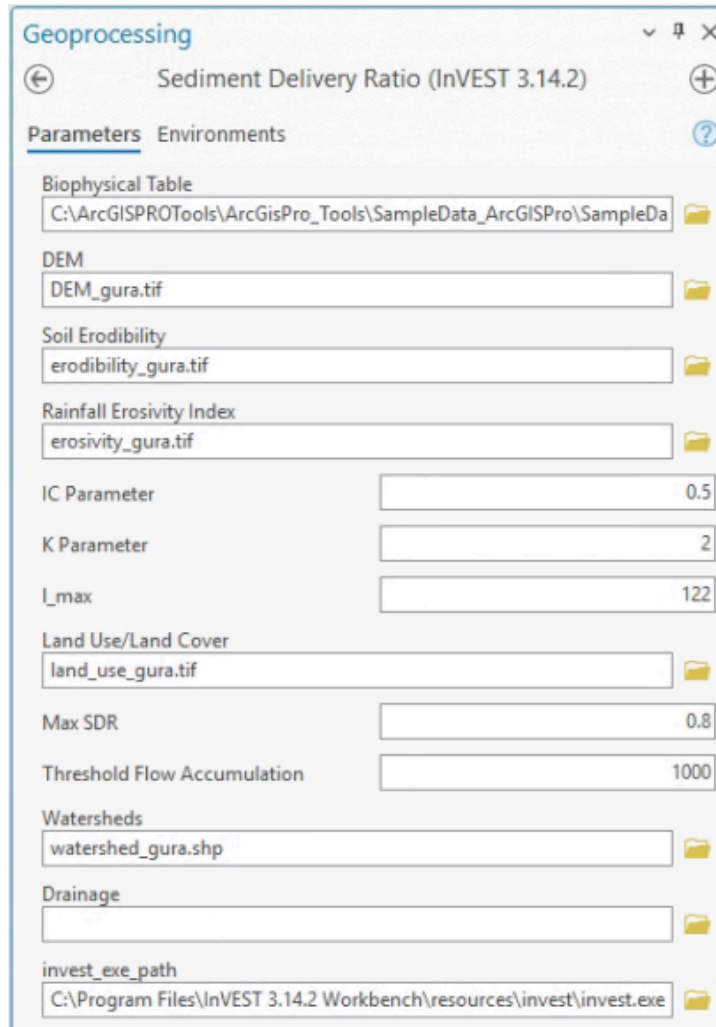 Geoprocessing
Sediment Delivery Ratio (InVEST 3.14.2)
Parameters Environments
Biophysical Table
C:\ArcGISPROTools\ArcGisPro_Tools\SampleData_ArcGISPro\SampleDa
DEM
DEM_gura.tif
Soil Erodibility
erodibility_gura.tif
Rainfall Erosivity Index
erosivity_gura.tif
IC Parameter 0.5
K Parameter 2
l_max 122
Land Use/Land Cover
land_use_gura.tif
Max SDR 0.8
Threshold Flow Accumulation 1000
Watersheds
watershed_gura.shp
Drainage
invest_exe_path
C:\Program Files\InVEST 3.14.2 Workbench\resources\invest\invest.exe